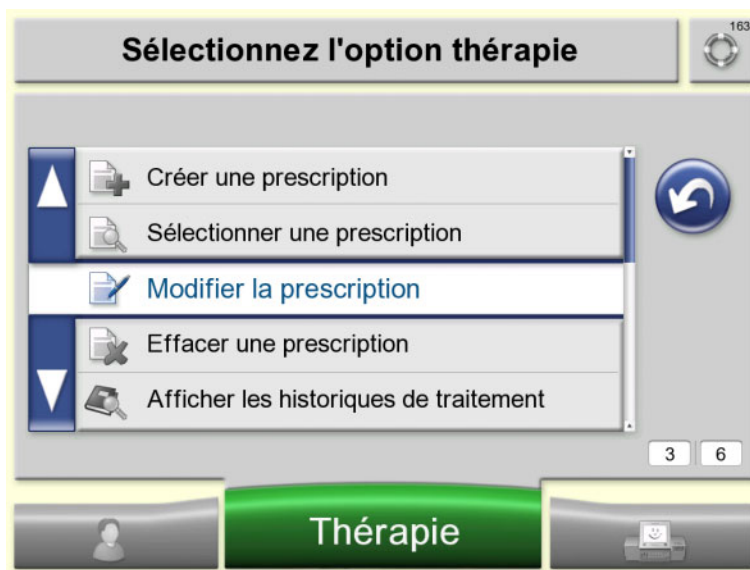 Sélectionnez l'option thérapie
163
Créer une prescription
Sélectionner une prescription
Modifier la prescription
Effacer une prescription
Afficher les historiques de traitement
3 6
Thérapie